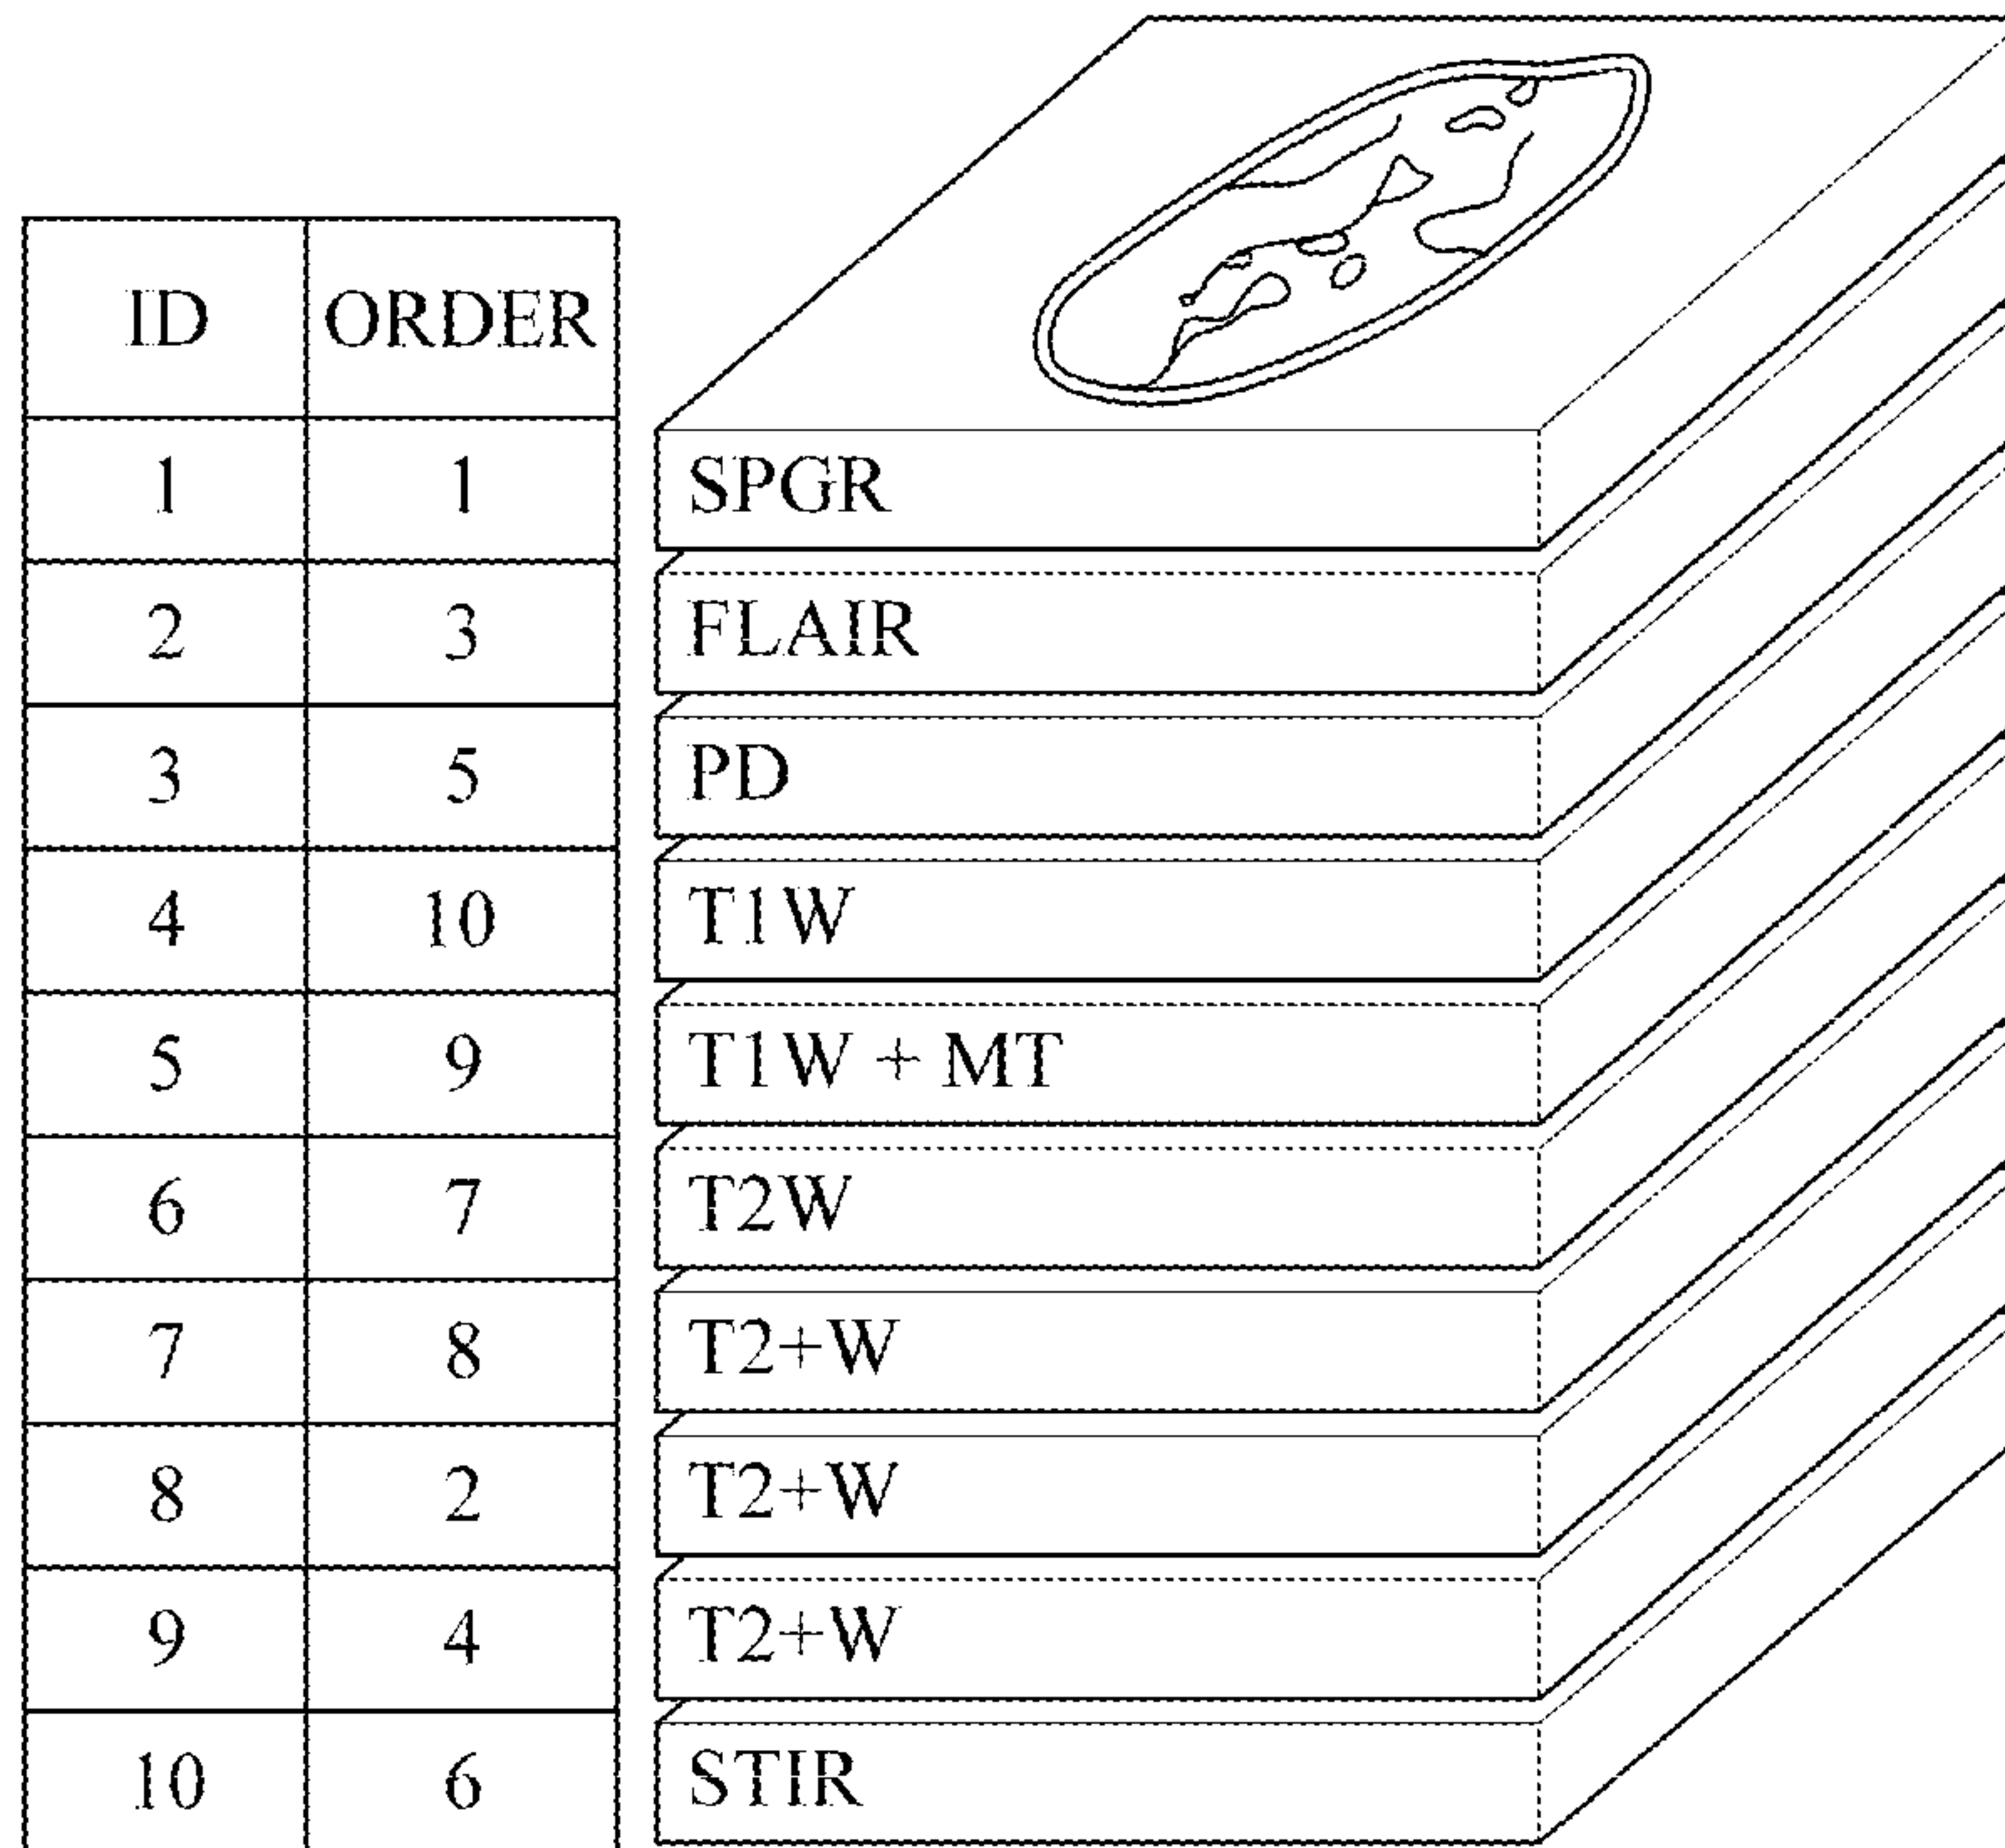 ID ORDER
1 1 SPGR
2 3 FLAIR
3 5 PD
4 10 T1W
5 9 T1W + MT
6 7 T2W
7 8 T2+W
8 2 T2+W
9 4 T2+W
10 6 STIR